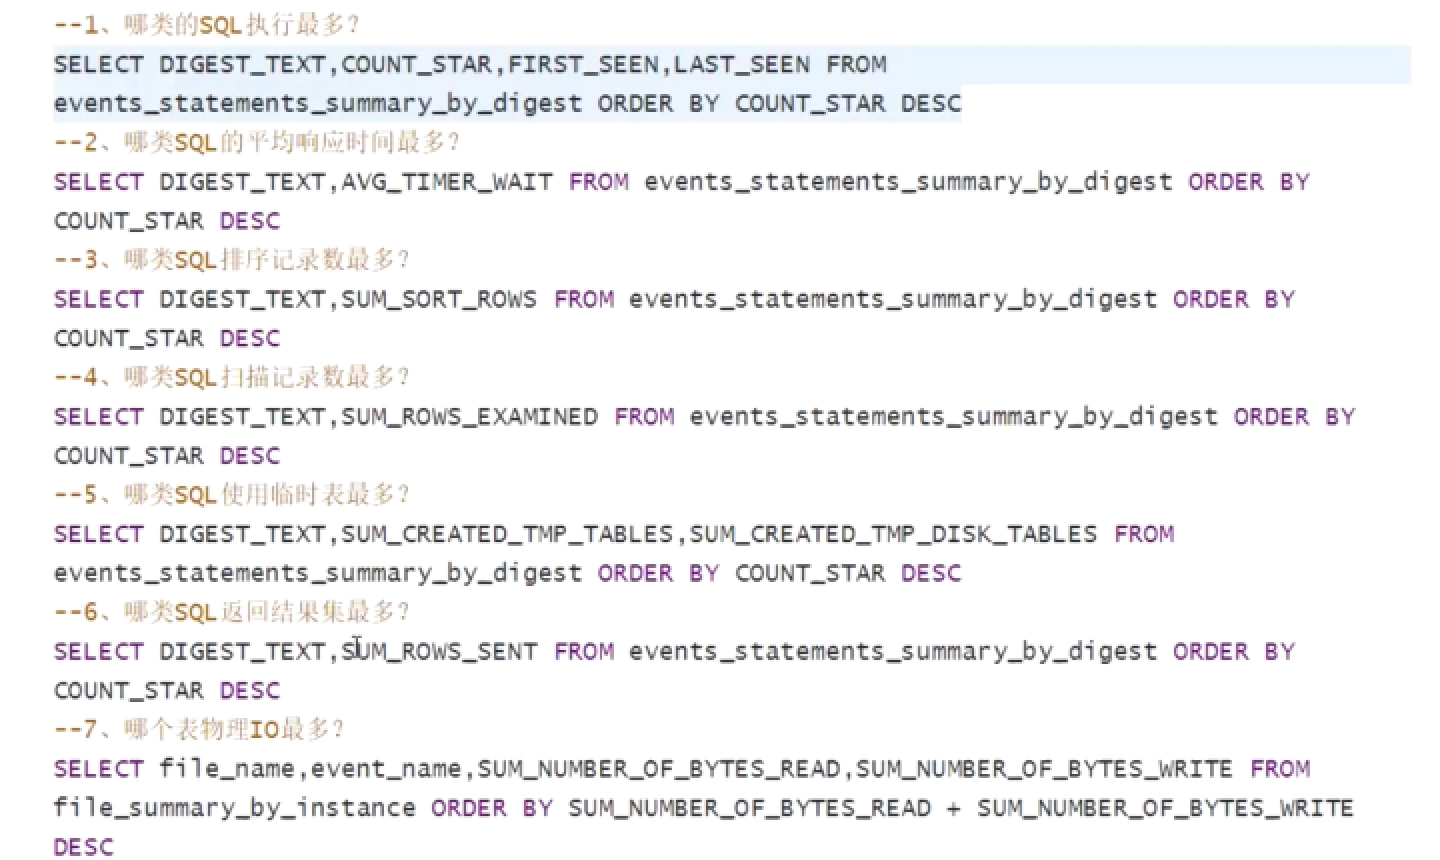 --1、哪类的SQL执行最多?
SELECT DIGEST_TEXT,COUNT_STAR,FIRST_SEEN,LAST_SEEN FROM
events_statements_summary_by_digest ORDER BY COUNT_STAR DESC
--2、哪类SQL的平均响应时间最多?
SELECT DIGEST_TEXT,AVG_TIMER_WAIT FROM events_statements_summary_by_digest ORDER BY
COUNT_STAR DESC
--3、哪类SQL排序记录数最多?
SELECT DIGEST_TEXT,SUM_SORT_ROWS FROM events_statements_summary_by_digest ORDER BY
COUNT_STAR DESC
--4、哪类SQL扫描记录数最多?
SELECT DIGEST_TEXT,SUM_ROWS_EXAMINED FROM events_statements_summary_by_digest ORDER BY
COUNT_STAR DESC
--5、哪类SQL使用临时表最多?
SELECT DIGEST_TEXT,SUM_CREATED_TMP_TABLES,SUM_CREATED_TMP_DISK_TABLES FROM
events_statements_summary_by_digest ORDER BY COUNT_STAR DESC
--6、哪类SQL返回结果集最多?
SELECT DIGEST_TEXT,SUM_ROWS_SENT FROM events_statements_summary_by_digest ORDER BY
COUNT_STAR DESC
--7、哪个表物理IO最多?
SELECT file_name,event_name,SUM_NUMBER_OF_BYTES_READ,SUM_NUMBER_OF_BYTES_WRITE FROM
file_summary_by_instance ORDER BY SUM_NUMBER_OF_BYTES_READ + SUM_NUMBER_OF_BYTES_WRITE
DESC